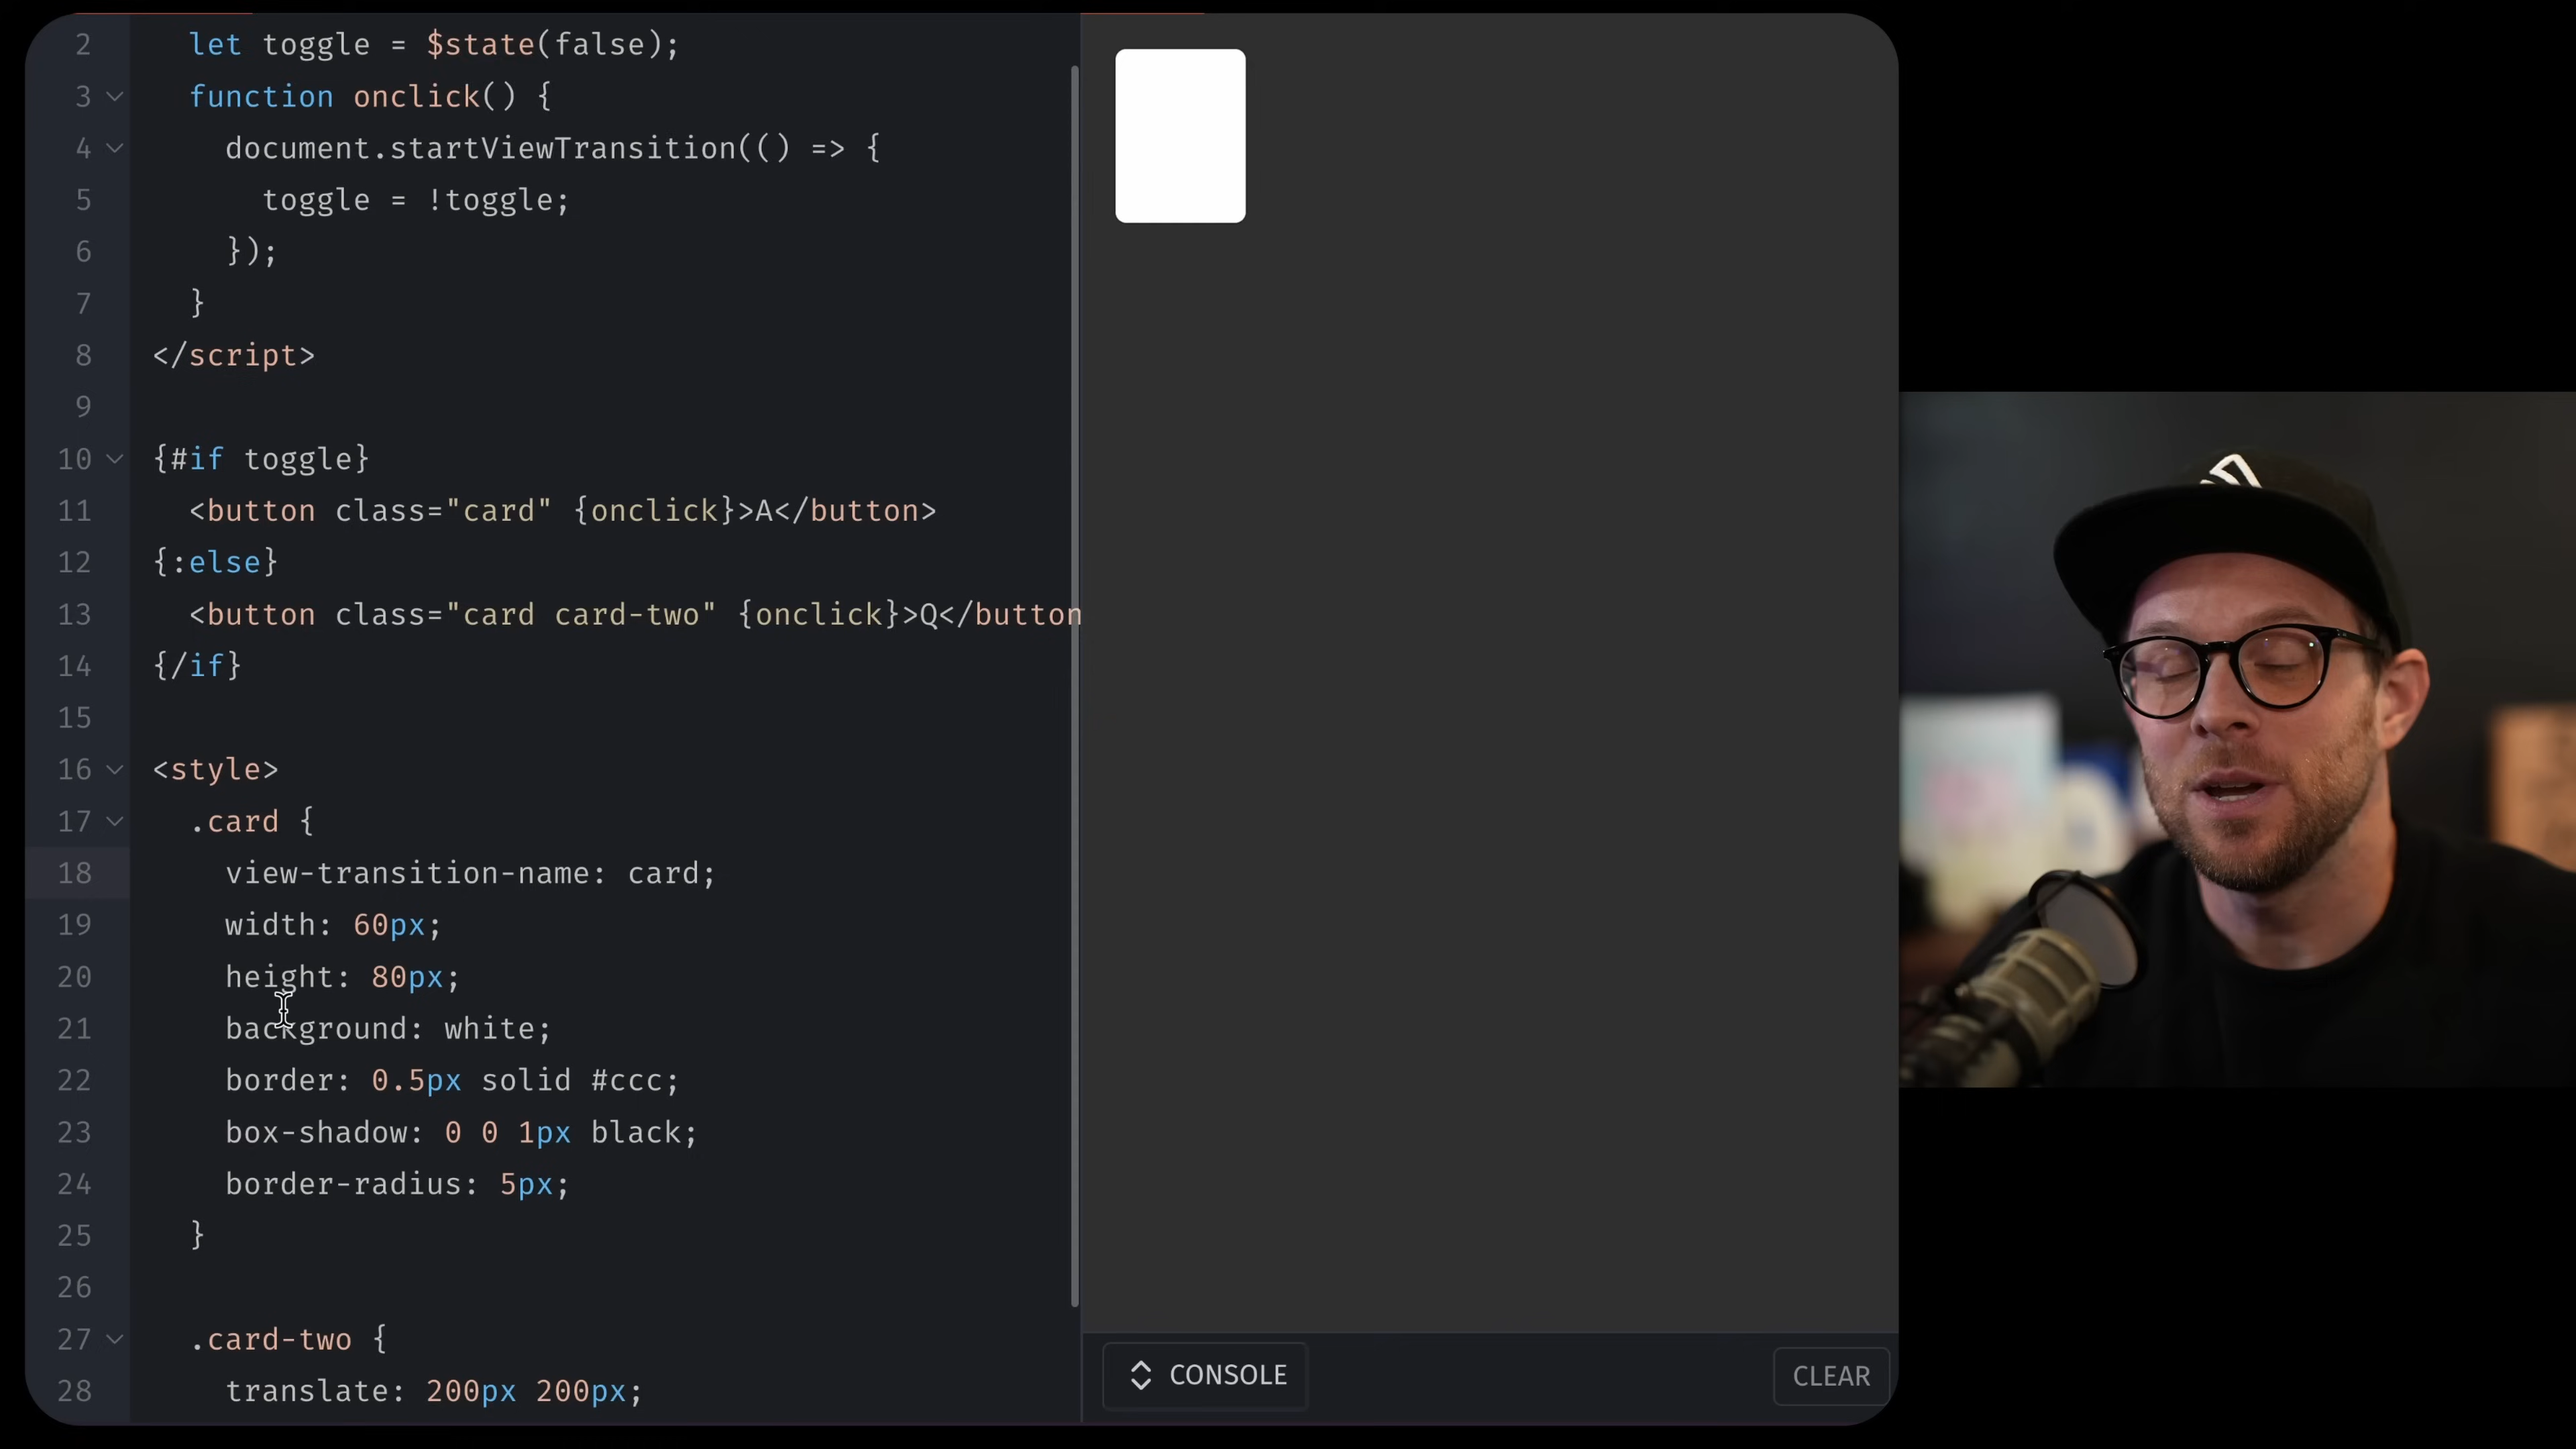 2 let toggle = $state(false);
3 function onclick() {
4 document.startViewTransition(() => {
5 toggle = !toggle;
6 });
7 }
8 </script>
9
10 {#if toggle}
11 <button class="card" {onclick}>A</button>
12 {:else}
13 <button class="card card-two" {onclick}>Q</button
14 {/if}
15
16 <style>
17 .card {
18 view-transition-name: card;
19 width: 60px;
20 height: 80px;
21 background: white;
22 border: 0.5px solid #ccc;
23 box-shadow: 0 0 1px black;
24 border-radius: 5px;
25 }
26
27 .card-two {
28 translate: 200px 200px;
CONSOLE
CLEAR